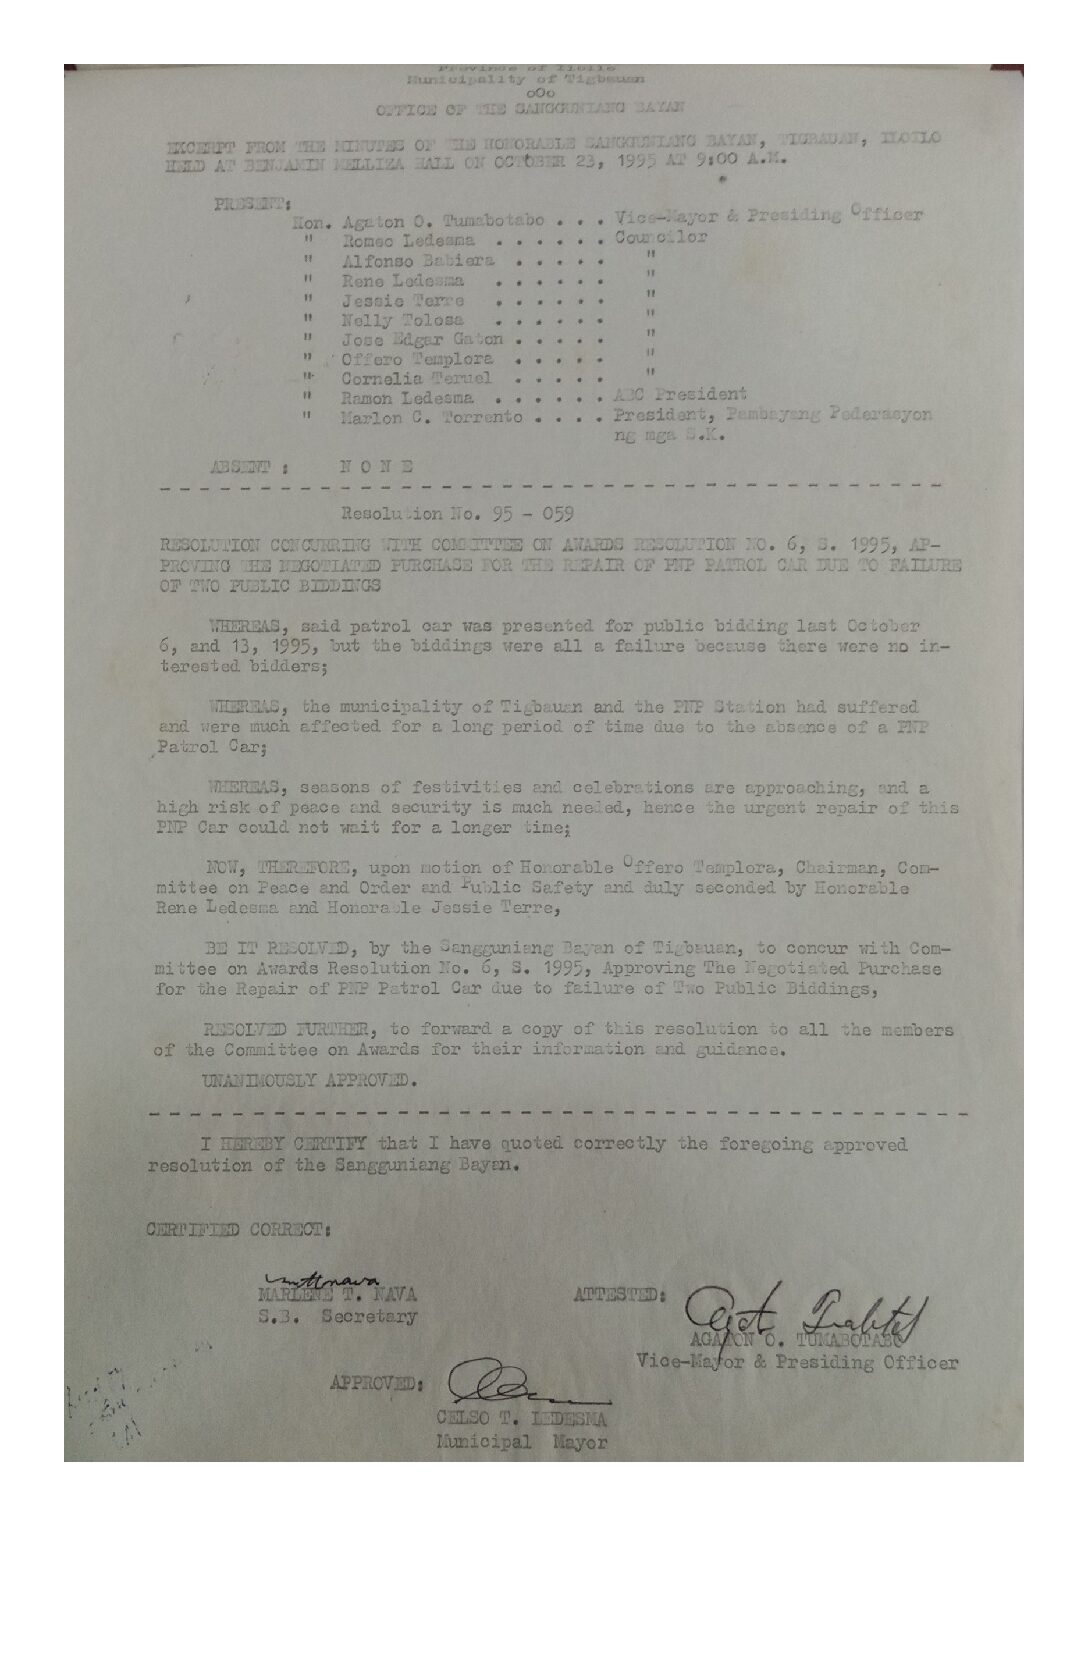 Province of Iloilo
Municipality of Tigbauan
oOo
OFFICE OF THE SANGGUNIANG BAYAN
EXCERPT FROM THE MINUTES OF THE HONORABLE SANGGUNIANG BAYAN, TIGBAUAN, ILOILO
HELD AT BENJAMIN MELLIZA HALL ON OCTOBER 23, 1995 AT 9:00 A.M.
PRESENT:
Hon. Agaton O. Tumabotabo . . . Vice-Mayor & Presiding Officer
" Romeo Ledesma . . . . . . Councilor
" Alfonso Babiera . . . . . "
" Rene Ledesma . . . . . . "
" Jessie Terre . . . . . . "
" Nelly Tolosa . . . . . . "
" Jose Edgar Gaton . . . . . "
" Offero Templora . . . . . "
" Cornelia Teruel . . . . . "
" Ramon Ledesma . . . . . . ABC President
" Marlon C. Torrento . . . . President, Pambayang Pederasyon
ng mga S.K.
ABSENT : N O N E
Resolution No. 95 - 059
RESOLUTION CONCURRING WITH COMMITTEE ON AWARDS RESOLUTION NO. 6, S. 1995, AP-
PROVING THE NEGOTIATED PURCHASE FOR THE REPAIR OF PNP PATROL CAR DUE TO FAILURE
OF TWO PUBLIC BIDDINGS
WHEREAS, said patrol car was presented for public bidding last October
6, and 13, 1995, but the biddings were all a failure because there were no in-
terested bidders;
WHEREAS, the municipality of Tigbauan and the PNP Station had suffered
and were much affected for a long period of time due to the absence of a PNP
Patrol Car;
WHEREAS, seasons of festivities and celebrations are approaching, and a
high risk of peace and security is much needed, hence the urgent repair of this
PNP Car could not wait for a longer time;
NOW, THEREFORE, upon motion of Honorable Offero Templora, Chairman, Com-
mittee on Peace and Order and Public Safety and duly seconded by Honorable
Rene Ledesma and Honorable Jessie Terre,
BE IT RESOLVED, by the Sangguniang Bayan of Tigbauan, to concur with Com-
mittee on Awards Resolution No. 6, S. 1995, Approving The Negotiated Purchase
for the Repair of PNP Patrol Car due to failure of Two Public Biddings,
RESOLVED FURTHER, to forward a copy of this resolution to all the members
of the Committee on Awards for their information and guidance.
UNANIMOUSLY APPROVED.
I HEREBY CERTIFY that I have quoted correctly the foregoing approved
resolution of the Sangguniang Bayan.
CERTIFIED CORRECT:
MARLENE T. NAVA
S.B. Secretary
ATTESTED:
AGATON O. TUMABOTABO
Vice-Mayor & Presiding Officer
APPROVED:
CELSO T. LEDESMA
Municipal Mayor